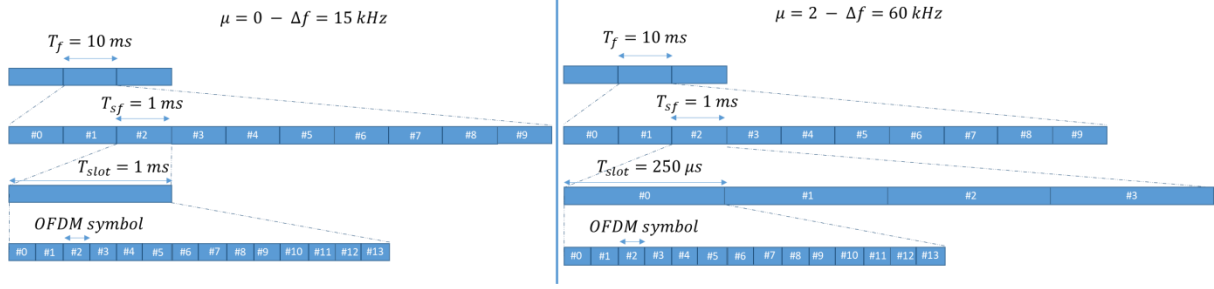 μ = 0 − Δf = 15 kHz
T_f = 10 ms
T_sf = 1 ms
#0 #1 #2 #3 #4 #5 #6 #7 #8 #9
T_slot = 1 ms
OFDM symbol
#0 #1 #2 #3 #4 #5 #6 #7 #8 #9 #10 #11 #12 #13
μ = 2 − Δf = 60 kHz
T_f = 10 ms
T_sf = 1 ms
#0 #1 #2 #3 #4 #5 #6 #7 #8 #9
T_slot = 250 μs
#0 #1 #2 #3
OFDM symbol
#0 #1 #2 #3 #4 #5 #6 #7 #8 #9 #10 #11 #12 #13